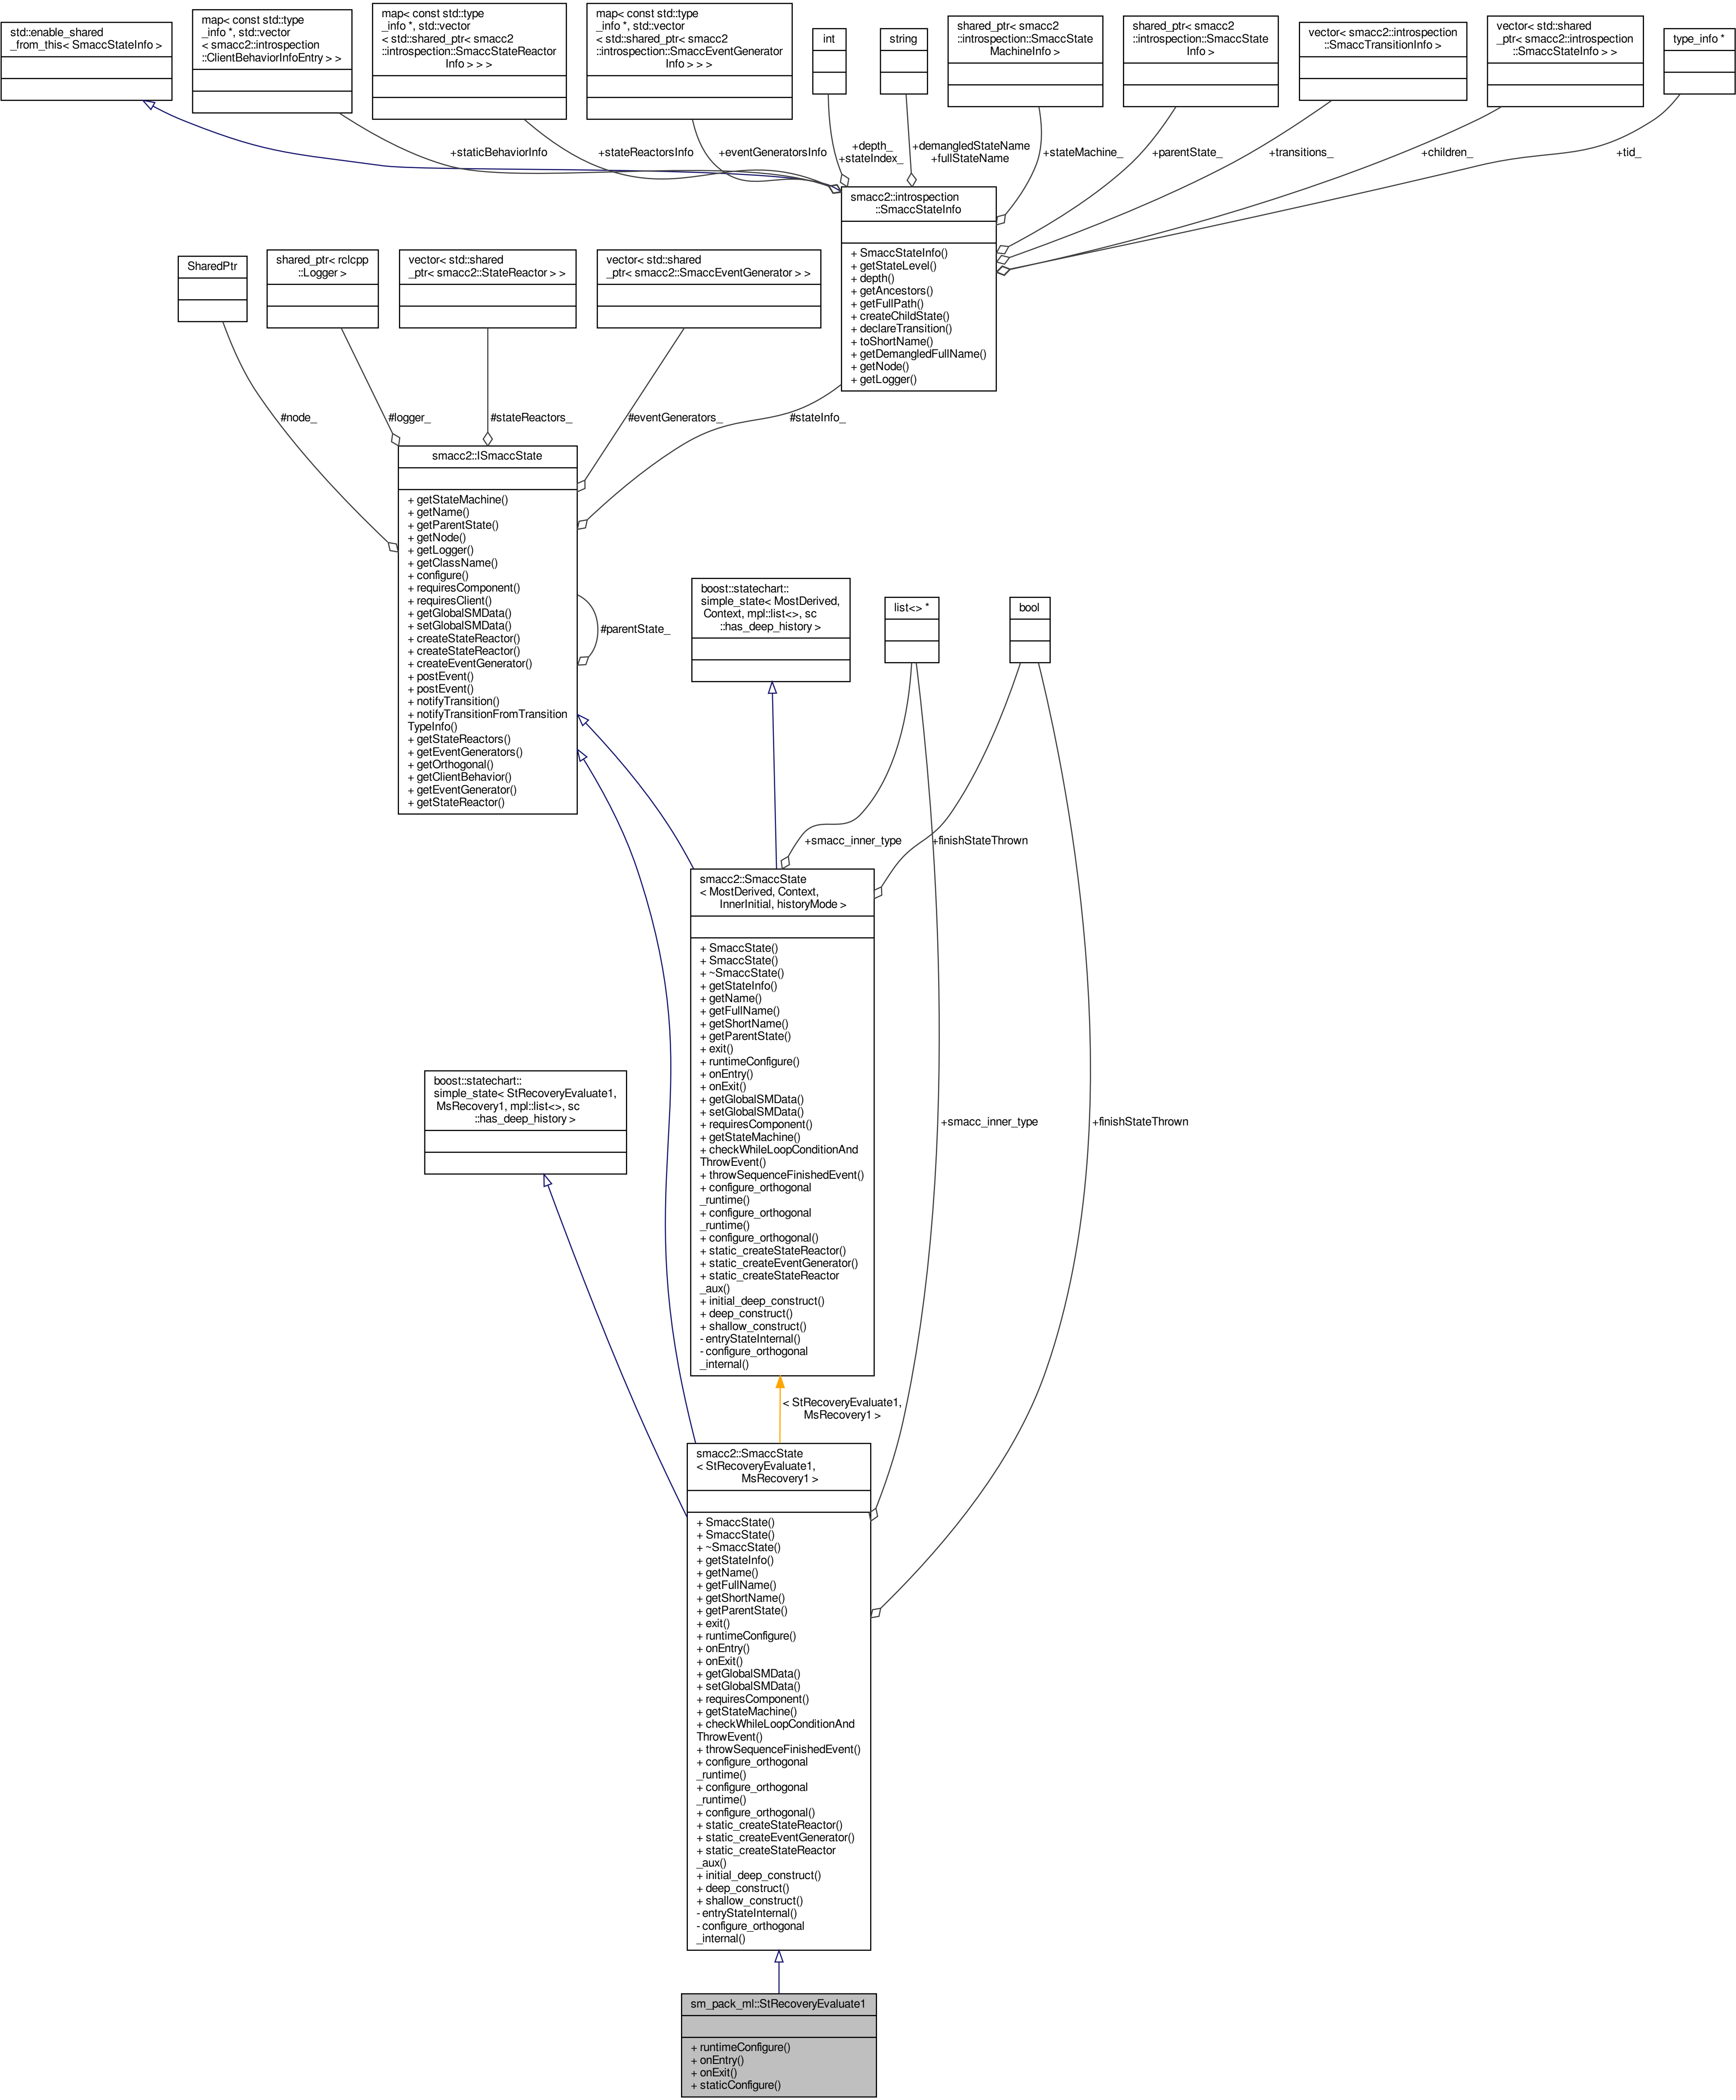 std::enable_shared
_from_this< SmaccStateInfo >
map< const std::type
_info *, std::vector
< smacc2::introspection
::ClientBehaviorInfoEntry > >
map< const std::type
_info *, std::vector
< std::shared_ptr< smacc2
::introspection::SmaccStateReactor
Info > > >
map< const std::type
_info *, std::vector
< std::shared_ptr< smacc2
::introspection::SmaccEventGenerator
Info > > >
int
string
shared_ptr< smacc2
::introspection::SmaccState
MachineInfo >
shared_ptr< smacc2
::introspection::SmaccState
Info >
vector< smacc2::introspection
::SmaccTransitionInfo >
vector< std::shared
_ptr< smacc2::introspection
::SmaccStateInfo > >
type_info *
+staticBehaviorInfo
+stateReactorsInfo
+eventGeneratorsInfo
+depth_
+stateIndex_
+demangledStateName
+fullStateName
+stateMachine_
+parentState_
+transitions_
+children_
+tid_
smacc2::introspection
::SmaccStateInfo
+ SmaccStateInfo()
+ getStateLevel()
+ depth()
+ getAncestors()
+ getFullPath()
+ createChildState()
+ declareTransition()
+ toShortName()
+ getDemangledFullName()
+ getNode()
+ getLogger()
SharedPtr
shared_ptr< rclcpp
::Logger >
vector< std::shared
_ptr< smacc2::StateReactor > >
vector< std::shared
_ptr< smacc2::SmaccEventGenerator > >
#node_
#logger_
#stateReactors_
#eventGenerators_
#stateInfo_
smacc2::ISmaccState
+ getStateMachine()
+ getName()
+ getParentState()
+ getNode()
+ getLogger()
+ getClassName()
+ configure()
+ requiresComponent()
+ requiresClient()
+ getGlobalSMData()
+ setGlobalSMData()
+ createStateReactor()
+ createStateReactor()
+ createEventGenerator()
+ postEvent()
+ postEvent()
+ notifyTransition()
+ notifyTransitionFromTransition
TypeInfo()
+ getStateReactors()
+ getEventGenerators()
+ getOrthogonal()
+ getClientBehavior()
+ getEventGenerator()
+ getStateReactor()
#parentState_
boost::statechart::
simple_state< MostDerived,
Context, mpl::list<>, sc
::has_deep_history >
list<> *
bool
+smacc_inner_type
+finishStateThrown
smacc2::SmaccState
< MostDerived, Context,
InnerInitial, historyMode >
+ SmaccState()
+ SmaccState()
+ ~SmaccState()
+ getStateInfo()
+ getName()
+ getFullName()
+ getShortName()
+ getParentState()
+ exit()
+ runtimeConfigure()
+ onEntry()
+ onExit()
+ getGlobalSMData()
+ setGlobalSMData()
+ requiresComponent()
+ getStateMachine()
+ checkWhileLoopConditionAnd
ThrowEvent()
+ throwSequenceFinishedEvent()
+ configure_orthogonal
_runtime()
+ configure_orthogonal
_runtime()
+ configure_orthogonal()
+ static_createStateReactor()
+ static_createEventGenerator()
+ static_createStateReactor
_aux()
+ initial_deep_construct()
+ deep_construct()
+ shallow_construct()
- entryStateInternal()
- configure_orthogonal
_internal()
boost::statechart::
simple_state< StRecoveryEvaluate1,
MsRecovery1, mpl::list<>, sc
::has_deep_history >
+smacc_inner_type
+finishStateThrown
< StRecoveryEvaluate1,
MsRecovery1 >
smacc2::SmaccState
< StRecoveryEvaluate1,
MsRecovery1 >
+ SmaccState()
+ SmaccState()
+ ~SmaccState()
+ getStateInfo()
+ getName()
+ getFullName()
+ getShortName()
+ getParentState()
+ exit()
+ runtimeConfigure()
+ onEntry()
+ onExit()
+ getGlobalSMData()
+ setGlobalSMData()
+ requiresComponent()
+ getStateMachine()
+ checkWhileLoopConditionAnd
ThrowEvent()
+ throwSequenceFinishedEvent()
+ configure_orthogonal
_runtime()
+ configure_orthogonal
_runtime()
+ configure_orthogonal()
+ static_createStateReactor()
+ static_createEventGenerator()
+ static_createStateReactor
_aux()
+ initial_deep_construct()
+ deep_construct()
+ shallow_construct()
- entryStateInternal()
- configure_orthogonal
_internal()
sm_pack_ml::StRecoveryEvaluate1
+ runtimeConfigure()
+ onEntry()
+ onExit()
+ staticConfigure()